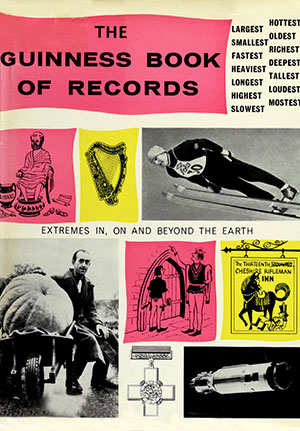 THE
GUINNESS BOOK
OF RECORDS
LARGEST
SMALLEST
FASTEST
HEAVIEST
LONGEST
HIGHEST
SLOWEST
HOTTEST
OLDEST
RICHEST
DEEPEST
TALLEST
LOUDEST
MOSTEST
EXTREMES IN, ON AND BEYOND THE EARTH
The
THIRTEENTH
CHESHIRE RIFLEMAN
INN